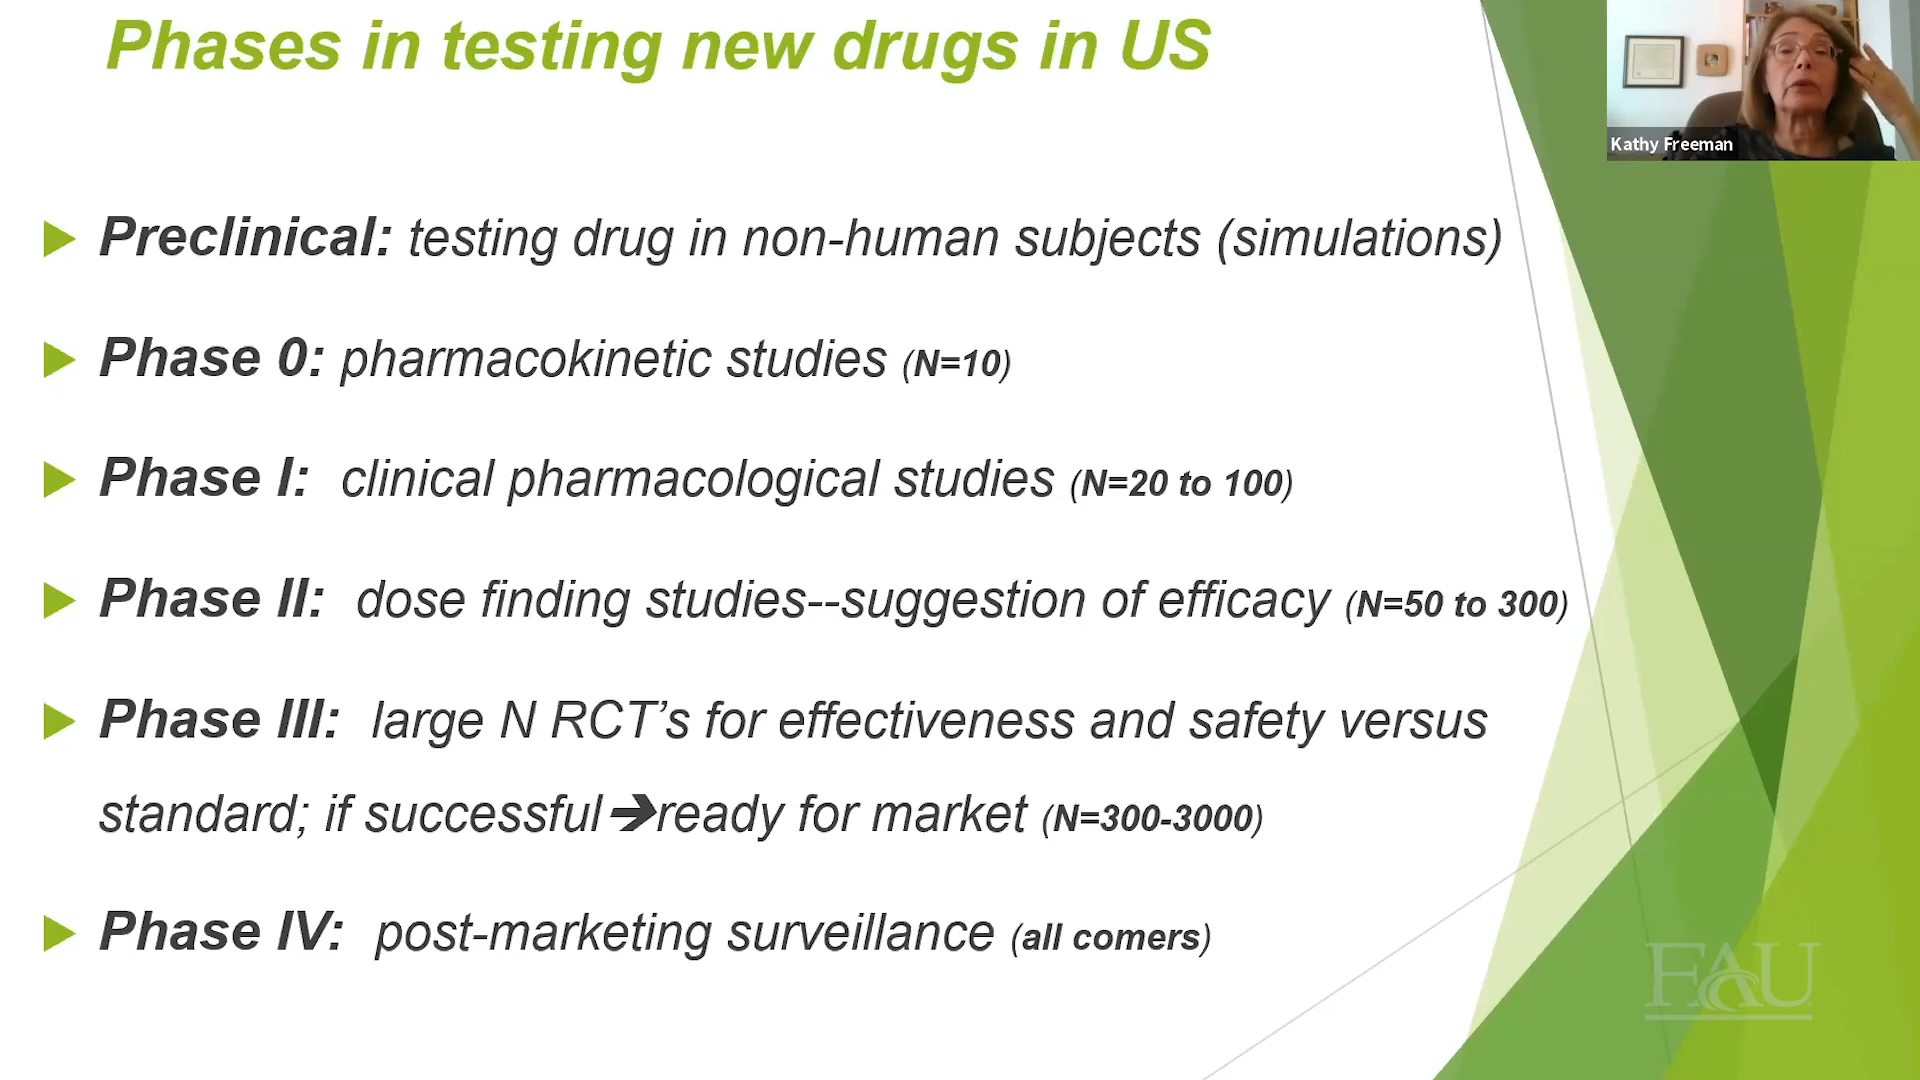 Phases in testing new drugs in US
Kathy Freeman
Preclinical: testing drug in non-human subjects (simulations)
Phase 0: pharmacokinetic studies (N=10)
Phase I: clinical pharmacological studies (N=20 to 100)
Phase II: dose finding studies--suggestion of efficacy (N=50 to 300)
Phase III: large N RCT’s for effectiveness and safety versus
standard; if successful➔ready for market (N=300-3000)
Phase IV: post-marketing surveillance (all comers)
FAU